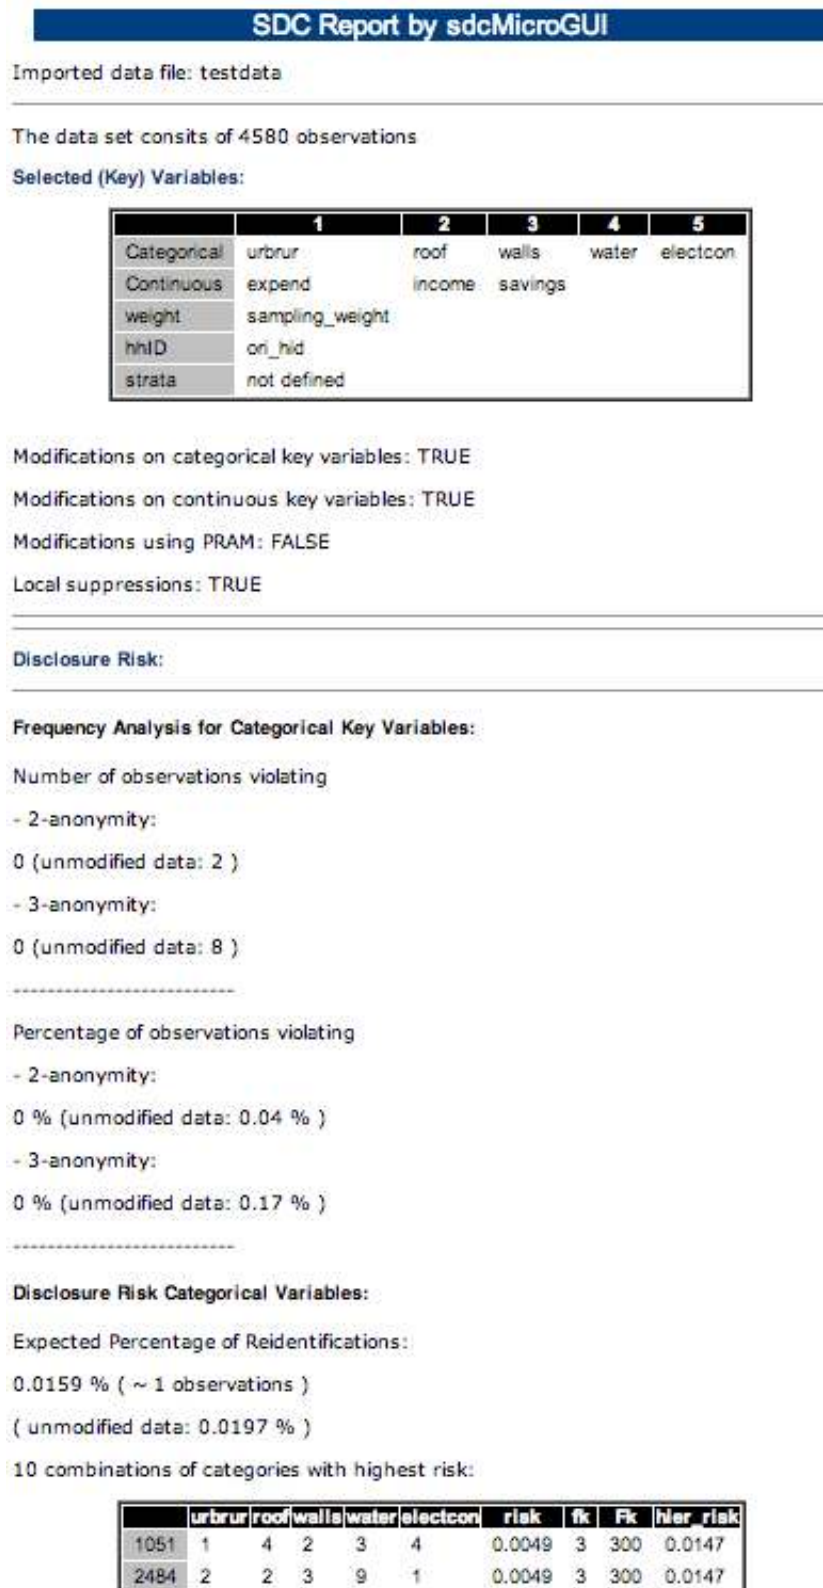 SDC Report by sdcMicroGUI
Imported data file: testdata
The data set consits of 4580 observations
Selected (Key) Variables:
1 2 3 4 5
Categorical urbrur roof walls water electcon
Continuous expend income savings
weight sampling_weight
hhID ori_hid
strata not defined
Modifications on categorical key variables: TRUE
Modifications on continuous key variables: TRUE
Modifications using PRAM: FALSE
Local suppressions: TRUE
Disclosure Risk:
Frequency Analysis for Categorical Key Variables:
Number of observations violating
- 2-anonymity:
0 (unmodified data: 2 )
- 3-anonymity:
0 (unmodified data: 8 )
---------------------------
Percentage of observations violating
- 2-anonymity:
0 % (unmodified data: 0.04 % )
- 3-anonymity:
0 % (unmodified data: 0.17 % )
---------------------------
Disclosure Risk Categorical Variables:
Expected Percentage of Reidentifications:
0.0159 % ( ~ 1 observations )
( unmodified data: 0.0197 % )
10 combinations of categories with highest risk:
urbrur roof walls water electcon risk fk Fk hier_risk
1051 1 4 2 3 4 0.0049 3 300 0.0147
2484 2 2 3 9 1 0.0049 3 300 0.0147